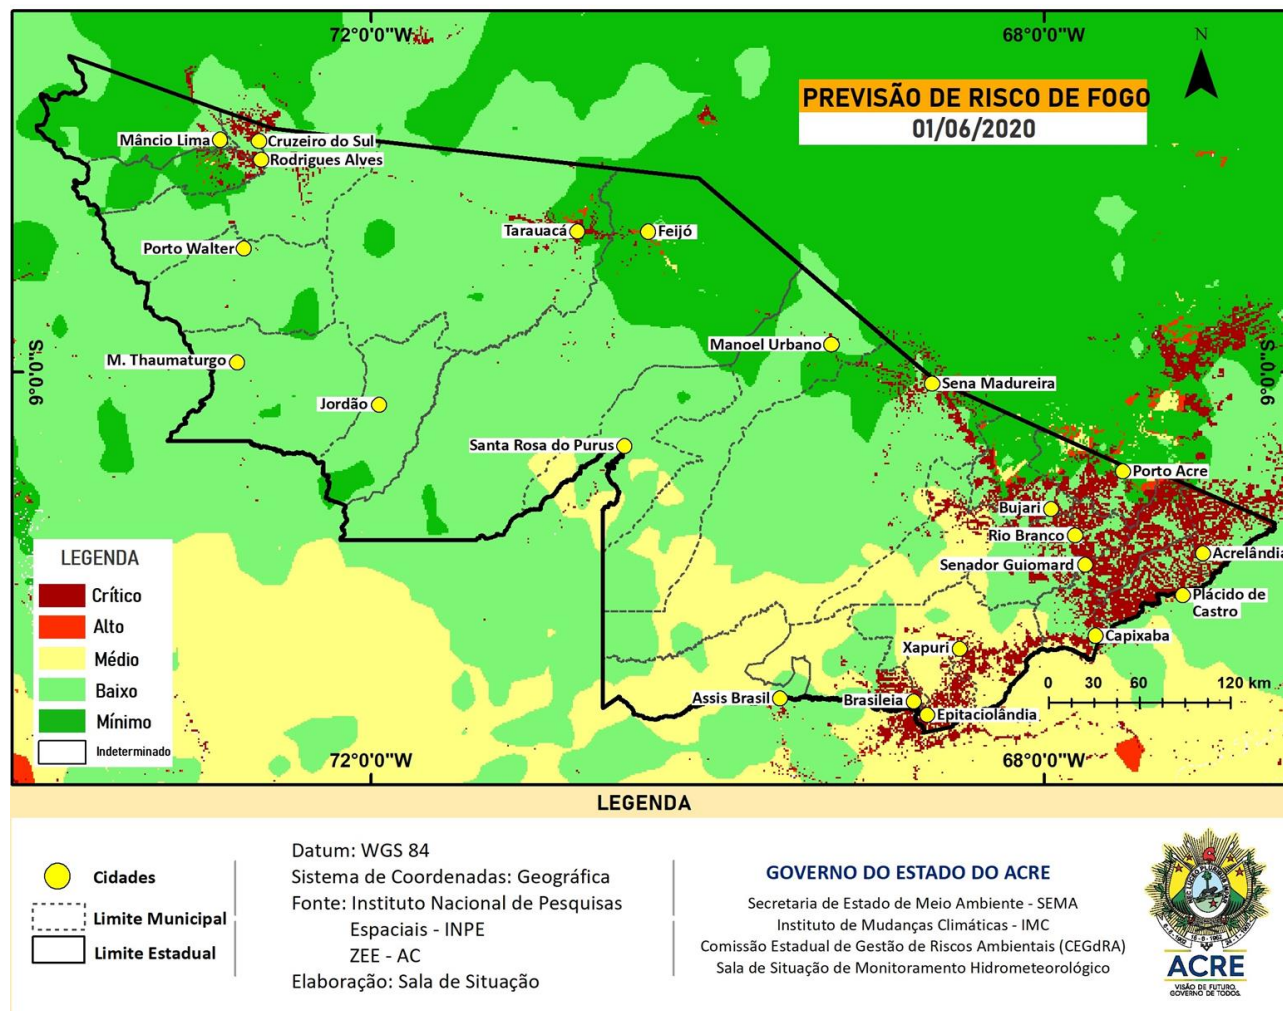 72°0'0"W
68°0'0"W
N
PREVISÃO DE RISCO DE FOGO
01/06/2020
Mâncio Lima
Cruzeiro do Sul
Rodrigues Alves
Tarauacá
Feijó
Porto Walter
9°0'0"S
9°0'0"S
Manoel Urbano
M. Thaumaturgo
Sena Madureira
Jordão
Santa Rosa do Purus
Porto Acre
Bujari
Rio Branco
Acrelândia
Senador Guiomard
Plácido de
Castro
Capixaba
Xapuri
Assis Brasil
Brasileia
Epitaciolândia
0 30 60 120 km
LEGENDA
Crítico
Alto
Médio
Baixo
Mínimo
Indeterminado
72°0'0"W
68°0'0"W
LEGENDA
Cidades
Limite Municipal
Limite Estadual
Datum: WGS 84
Sistema de Coordenadas: Geográfica
Fonte: Instituto Nacional de Pesquisas
Espaciais - INPE
ZEE - AC
Elaboração: Sala de Situação
GOVERNO DO ESTADO DO ACRE
Secretaria de Estado de Meio Ambiente - SEMA
Instituto de Mudanças Climáticas - IMC
Comissão Estadual de Gestão de Riscos Ambientais (CEGdRA)
Sala de Situação de Monitoramento Hidrometeorológico
ACRE
VISÃO DE FUTURO.
GOVERNO DE TODOS.